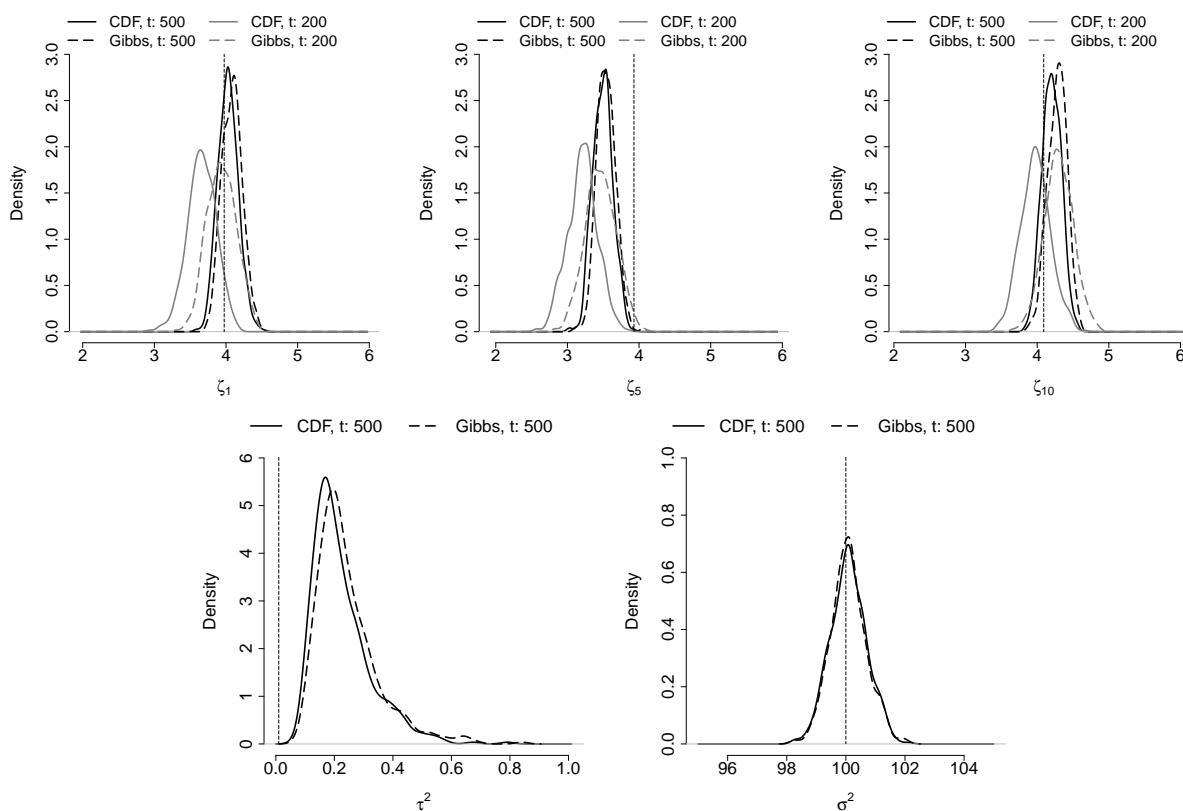 CDF, t: 500 CDF, t: 200
Gibbs, t: 500 Gibbs, t: 200
Density
0.0 0.5 1.0 1.5 2.0 2.5 3.0
2 3 4 5 6
ζ1
CDF, t: 500 CDF, t: 200
Gibbs, t: 500 Gibbs, t: 200
Density
0.0 0.5 1.0 1.5 2.0 2.5 3.0
2 3 4 5 6
ζ5
CDF, t: 500 CDF, t: 200
Gibbs, t: 500 Gibbs, t: 200
Density
0.0 0.5 1.0 1.5 2.0 2.5 3.0
2 3 4 5 6
ζ10
CDF, t: 500 Gibbs, t: 500
Density
0 1 2 3 4 5 6
0.0 0.2 0.4 0.6 0.8 1.0
τ2
CDF, t: 500 Gibbs, t: 500
Density
0.0 0.2 0.4 0.6 0.8 1.0
96 98 100 102 104
σ2